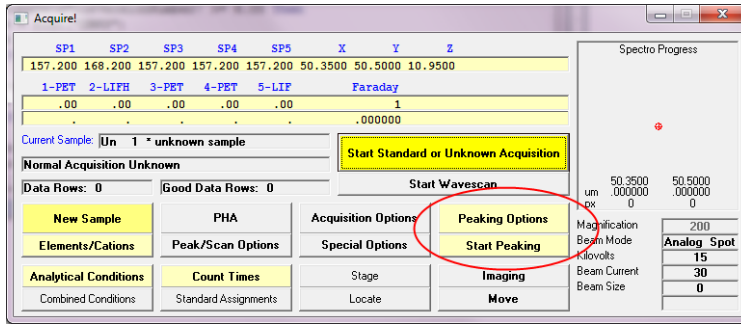 Acquire!
SP1 SP2 SP3 SP4 SP5 X Y Z
157.200 168.200 157.200 157.200 157.200 50.3500 50.5000 10.9500
1-PET 2-LIFH 3-PET 4-PET 5-LIF Faraday
.00 .00 .00 .00 .00 1
. . . . . .000000
Current Sample: Un 1 * unknown sample
Start Standard or Unknown Acquisition
Normal Acquisition Unknown
Data Rows: 0 Good Data Rows: 0
Start Wavescan
New Sample PHA Acquisition Options Peaking Options
Elements/Cations Peak/Scan Options Special Options Start Peaking
Analytical Conditions Count Times Stage Imaging
Combined Conditions Standard Assignments Locate Move
Spectro Progress
50.3500 50.5000
um .000000 .000000
px 0 0
Magnification 200
Beam Mode Analog Spot
Kilovolts 15
Beam Current 30
Beam Size 0